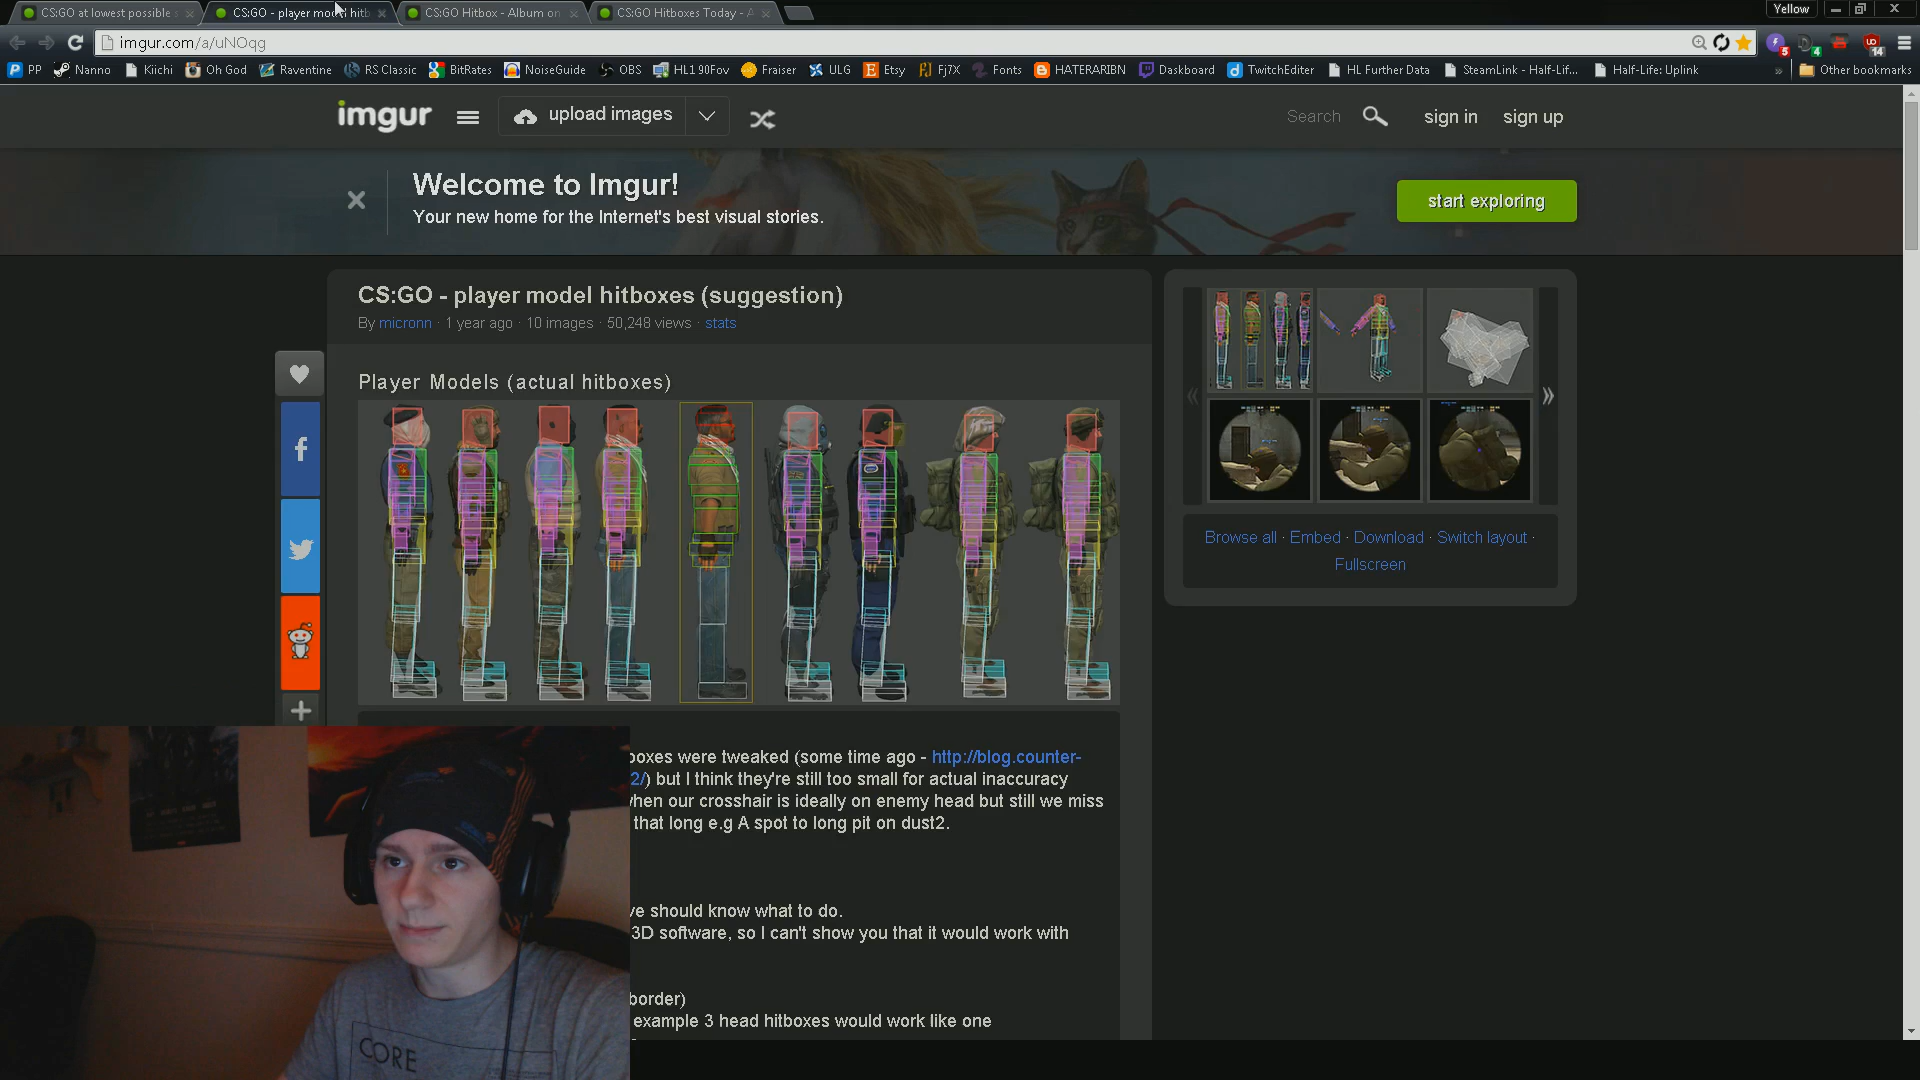 CS:GO at lowest possible s
CS:GO - player model hitb
CS:GO Hitbox - Album on
CS:GO Hitboxes Today - A
Yellow
imgur.com/a/uNOqg
5
4
14
PP
Nanno
Kiichi
Oh God
Raventine
RS Classic
BitRates
NoiseGuide
OBS
HL1 90Fov
Fraiser
ULG
Etsy
Fj7X
Fonts
HATERARIBN
Daskboard
TwitchEditer
HL Further Data
SteamLink - Half-Lif...
Half-Life: Uplink
»
Other bookmarks
imgur
upload images
Search
sign in
sign up
Welcome to Imgur!
Your new home for the Internet's best visual stories.
start exploring
CS:GO - player model hitboxes (suggestion)
By micronn · 1 year ago · 10 images · 50,248 views · stats
Player Models (actual hitboxes)
Browse all · Embed · Download · Switch layout ·
Fullscreen
boxes were tweaked (some time ago - http://blog.counter-
2/) but I think they're still too small for actual inaccuracy
when our crosshair is ideally on enemy head but still we miss
that long e.g A spot to long pit on dust2.
ve should know what to do.
3D software, so I can't show you that it would work with
border)
example 3 head hitboxes would work like one
CORE